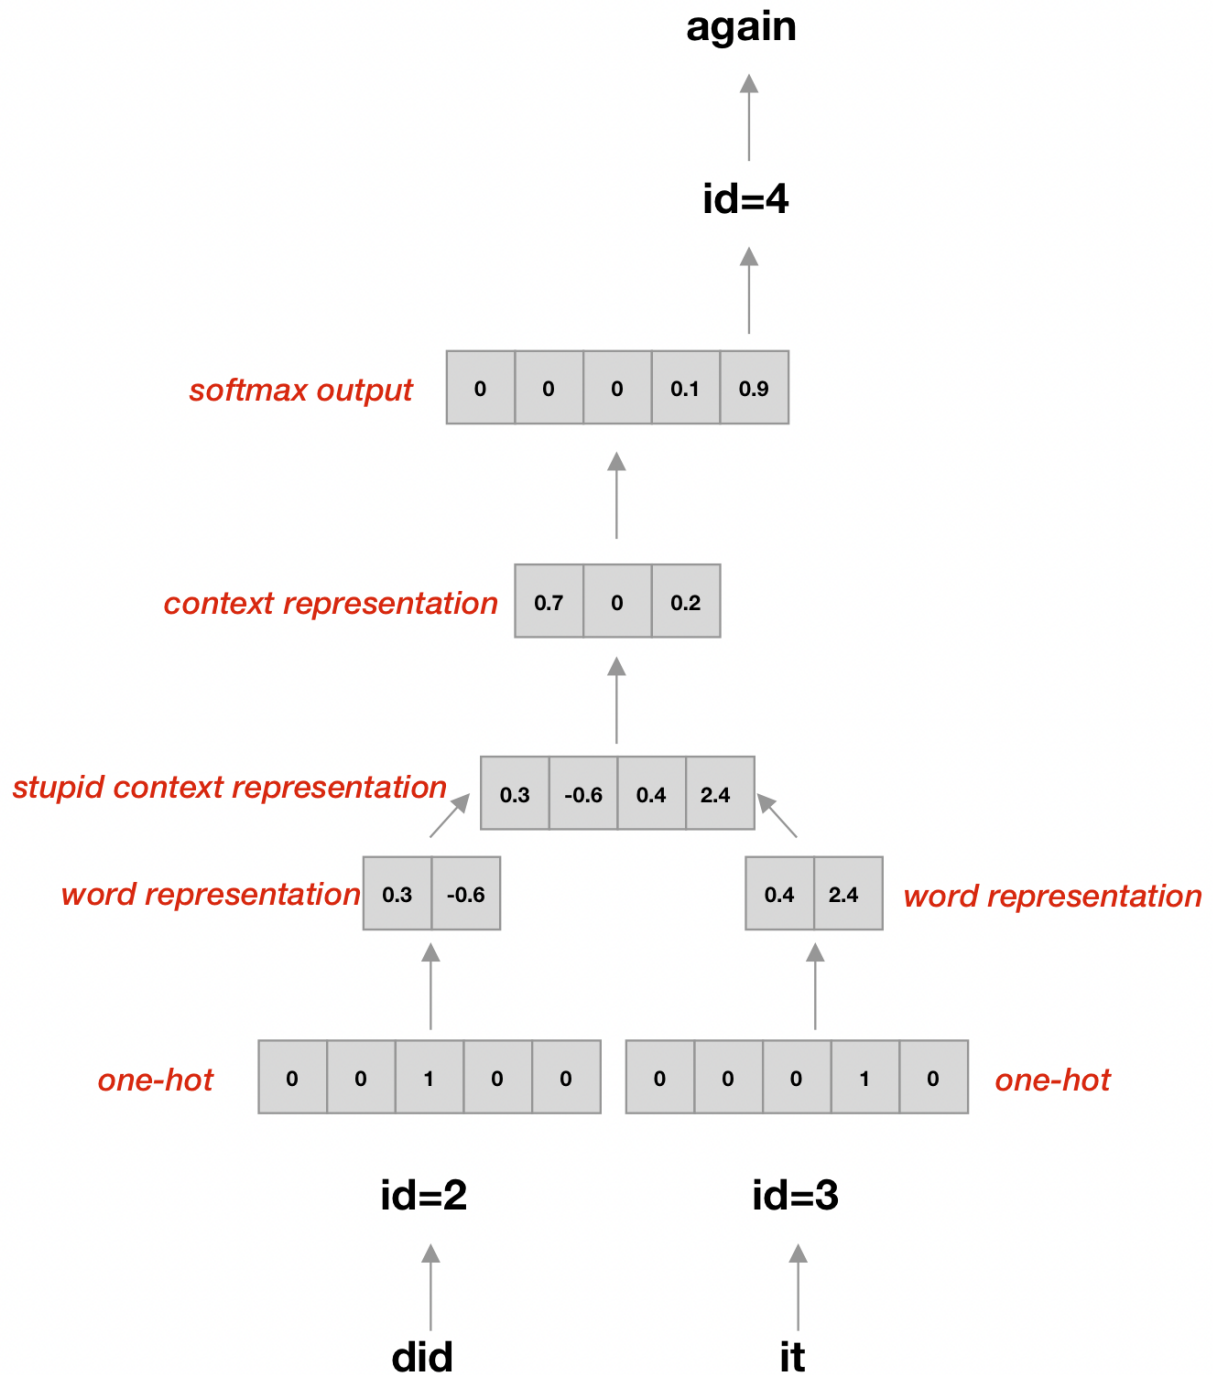 again
id=4
softmax output 0 0 0 0.1 0.9
context representation 0.7 0 0.2
stupid context representation 0.3 -0.6 0.4 2.4
word representation 0.3 -0.6 0.4 2.4 word representation
one-hot 0 0 1 0 0 0 0 0 1 0 one-hot
id=2 id=3
did it